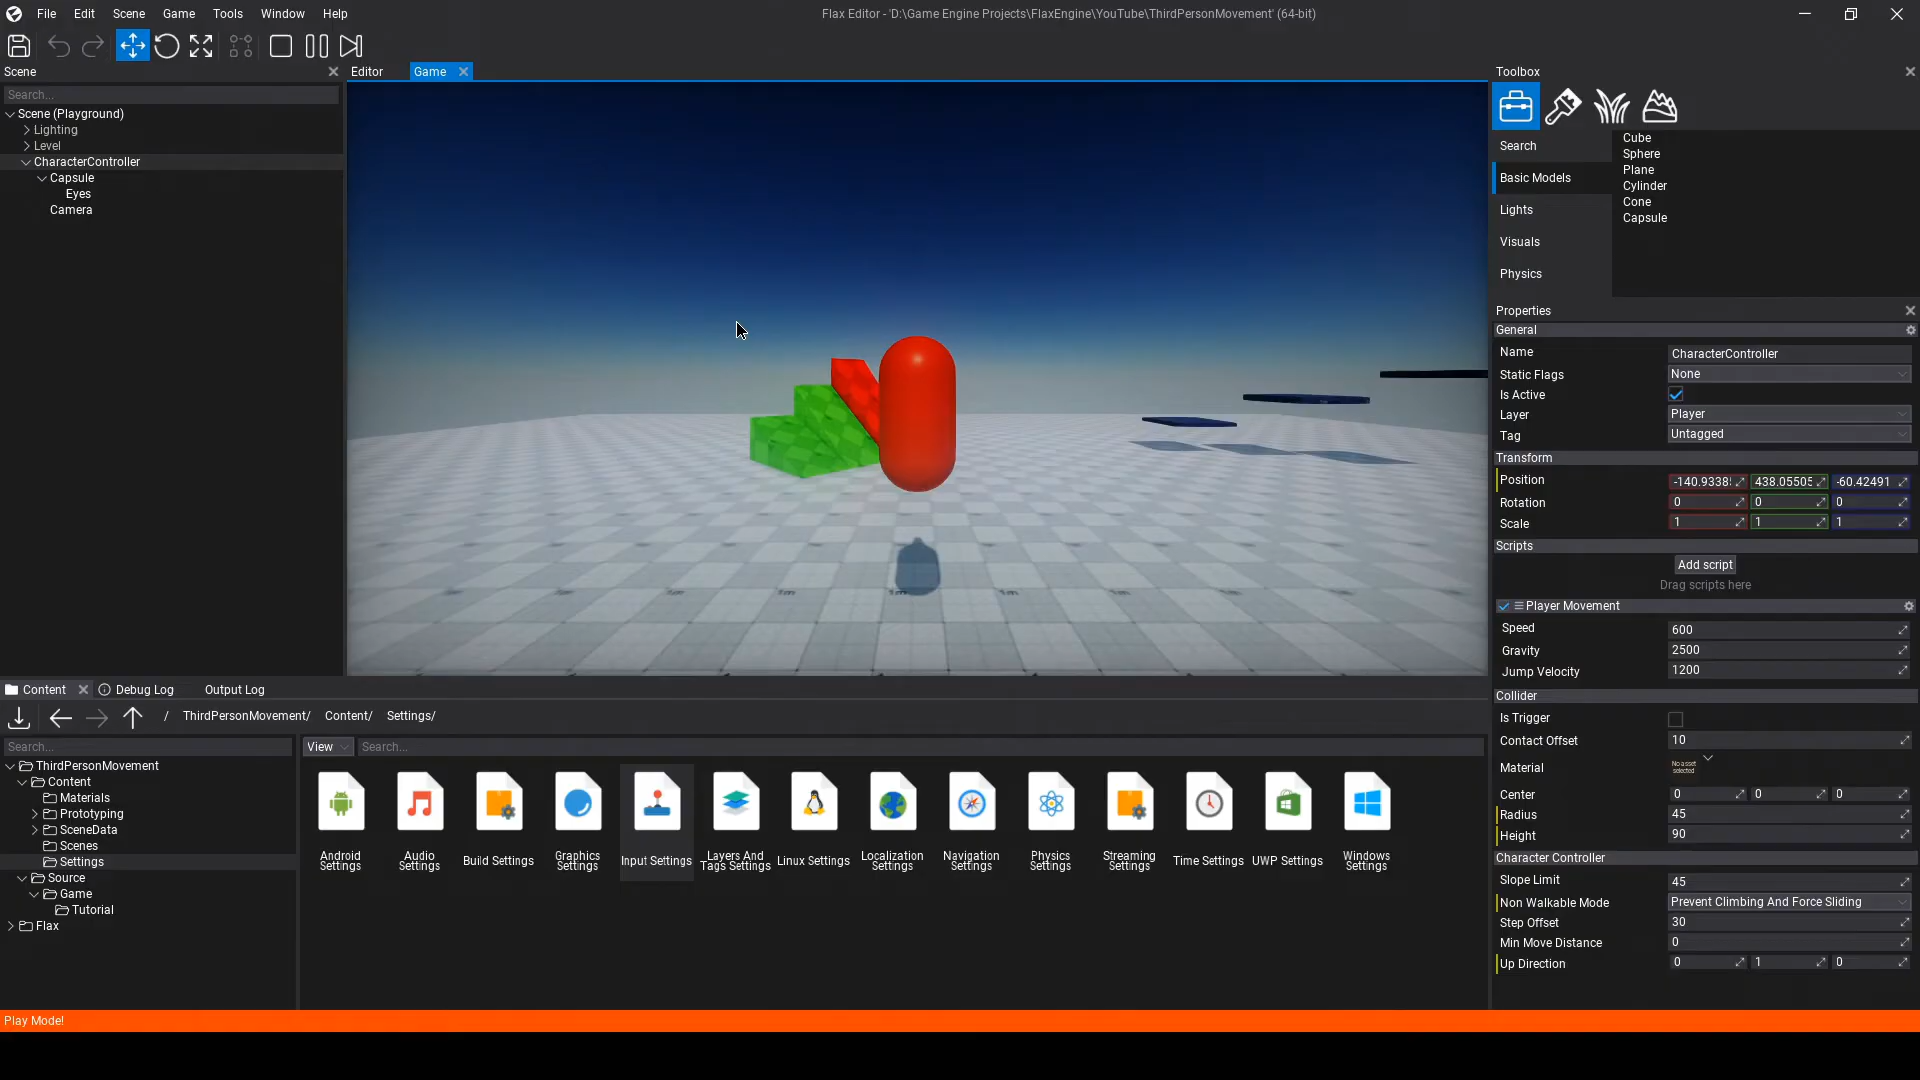 File Edit Scene Game Tools Window Help
Flax Editor - 'D:\Game Engine Projects\FlaxEngine\YouTube\ThirdPersonMovement' (64-bit)
Scene
Search...
Scene (Playground)
Lighting
Level
CharacterController
Capsule
Eyes
Camera
Editor Game
1m 1m 1m
Toolbox
Search
Basic Models
Lights
Visuals
Physics
Cube
Sphere
Plane
Cylinder
Cone
Capsule
Properties
General
Name CharacterController
Static Flags None
Is Active
Layer Player
Tag Untagged
Transform
Position -140.9338 438.05505 -60.42491
Rotation 0 0 0
Scale 1 1 1
Scripts
Add script
Drag scripts here
Player Movement
Speed 600
Gravity 2500
Jump Velocity 1200
Collider
Is Trigger
Contact Offset 10
Material No asset selected
Center 0 0 0
Radius 45
Height 90
Character Controller
Slope Limit 45
Non Walkable Mode Prevent Climbing And Force Sliding
Step Offset 30
Min Move Distance 0
Up Direction 0 1 0
Content Debug Log Output Log
/ ThirdPersonMovement/ Content/ Settings/
Search...
ThirdPersonMovement
Content
Materials
Prototyping
SceneData
Scenes
Settings
Source
Game
Tutorial
Flax
View Search...
Android Settings
Audio Settings
Build Settings
Graphics Settings
Input Settings
Layers And Tags Settings
Linux Settings
Localization Settings
Navigation Settings
Physics Settings
Streaming Settings
Time Settings
UWP Settings
Windows Settings
Play Mode!